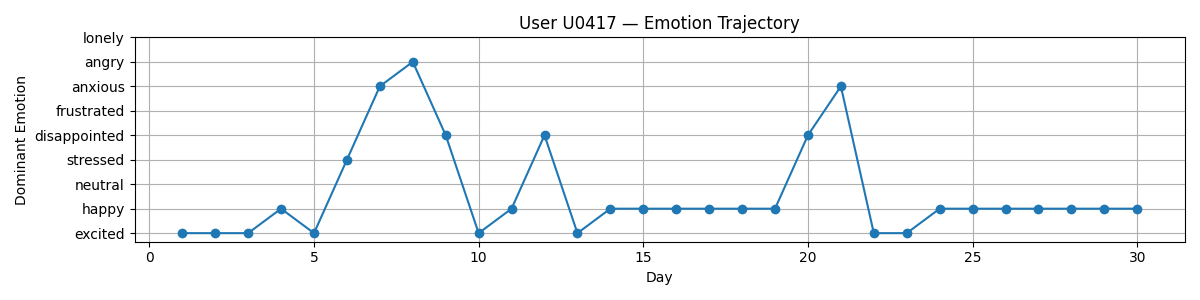 User U0417 — Emotion Trajectory
lonely
angry
anxious
frustrated
disappointed
stressed
neutral
happy
excited
Dominant Emotion
0 5 10 15 20 25 30
Day